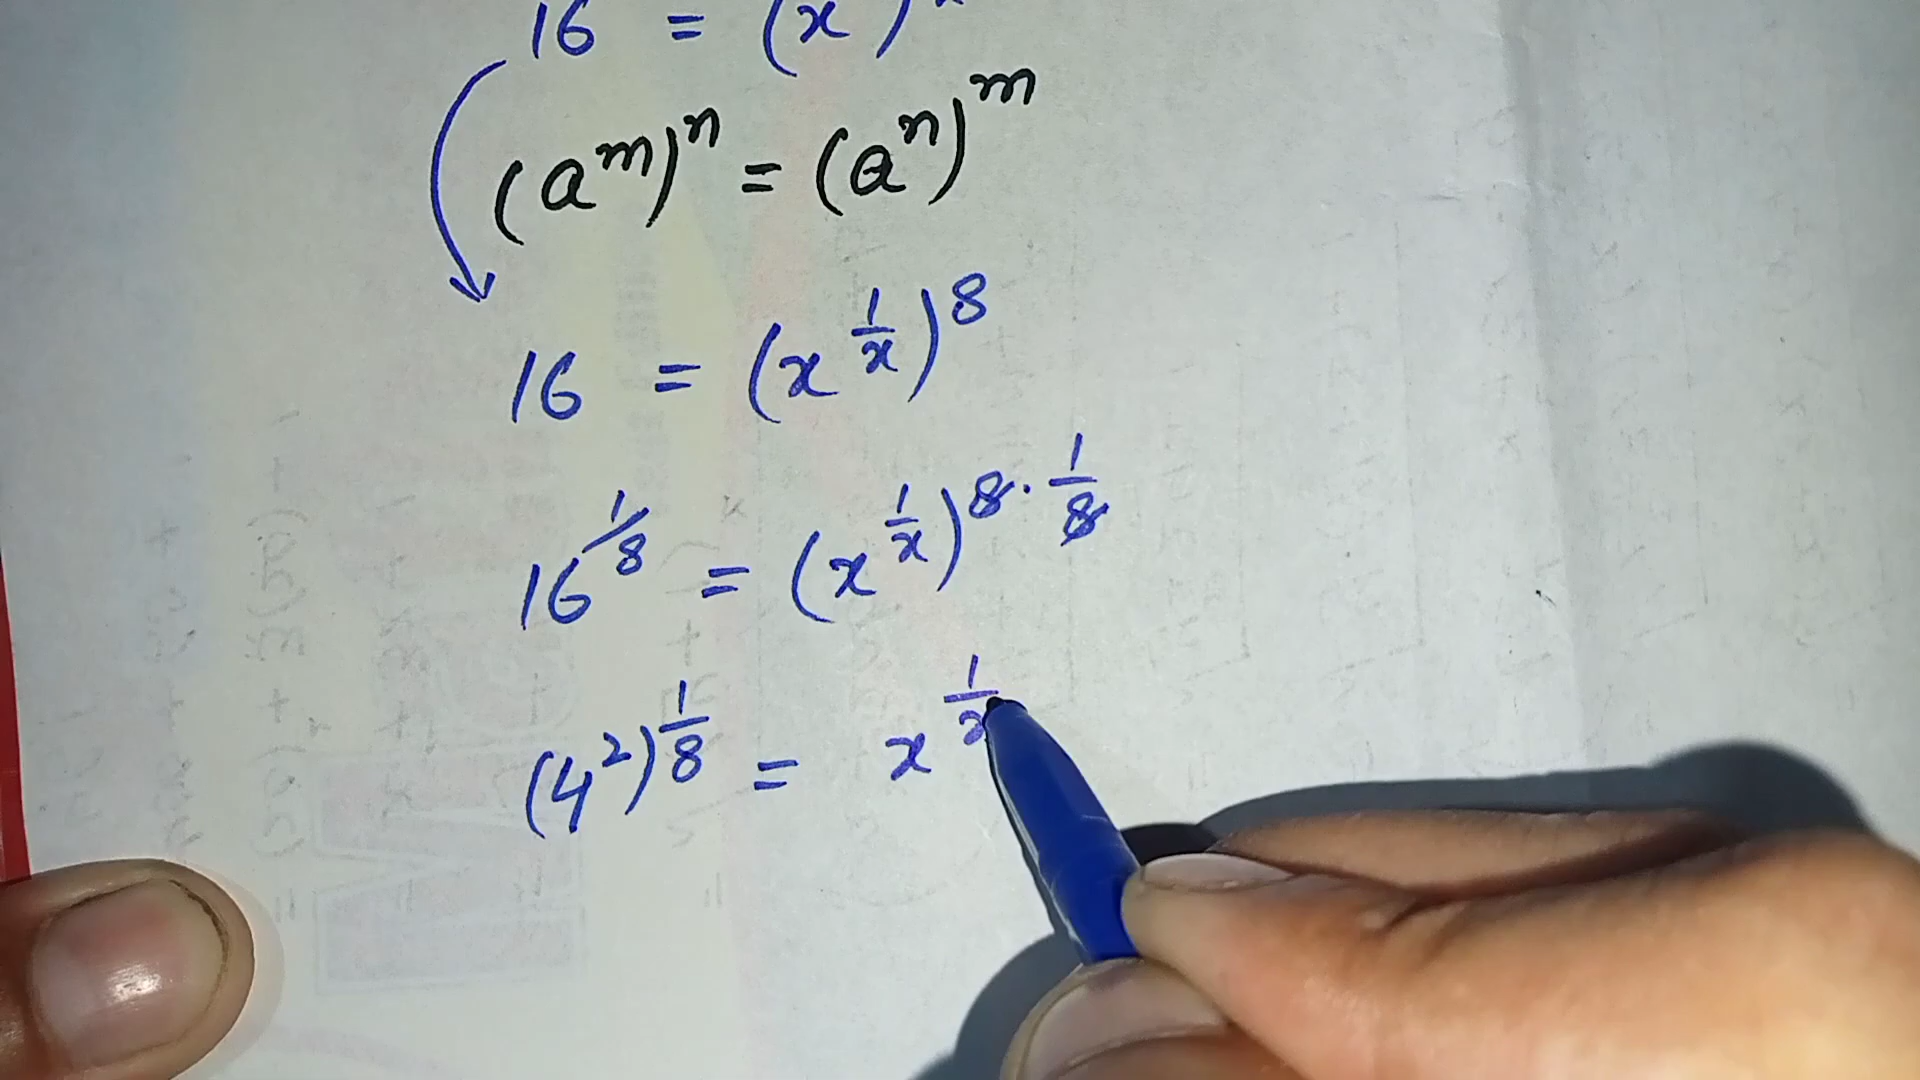 16 = (x)
(a^m)^n = (a^n)^m
16 = (x^{1/x})^8
16^{1/8} = (x^{1/x})^{8·1/8}
(4^2)^{1/8} = x^{1/x}